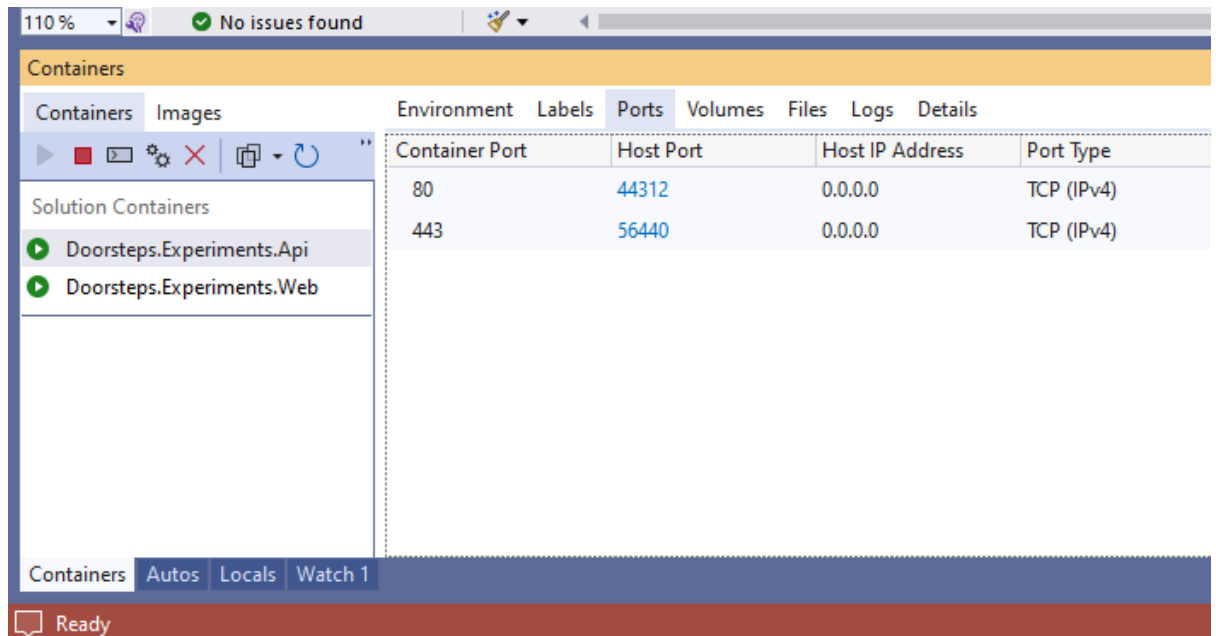 110 % No issues found
Containers
Containers Images
Environment Labels Ports Volumes Files Logs Details
Container Port Host Port Host IP Address Port Type
80 44312 0.0.0.0 TCP (IPv4)
443 56440 0.0.0.0 TCP (IPv4)
Solution Containers
Doorsteps.Experiments.Api
Doorsteps.Experiments.Web
Containers Autos Locals Watch 1
Ready